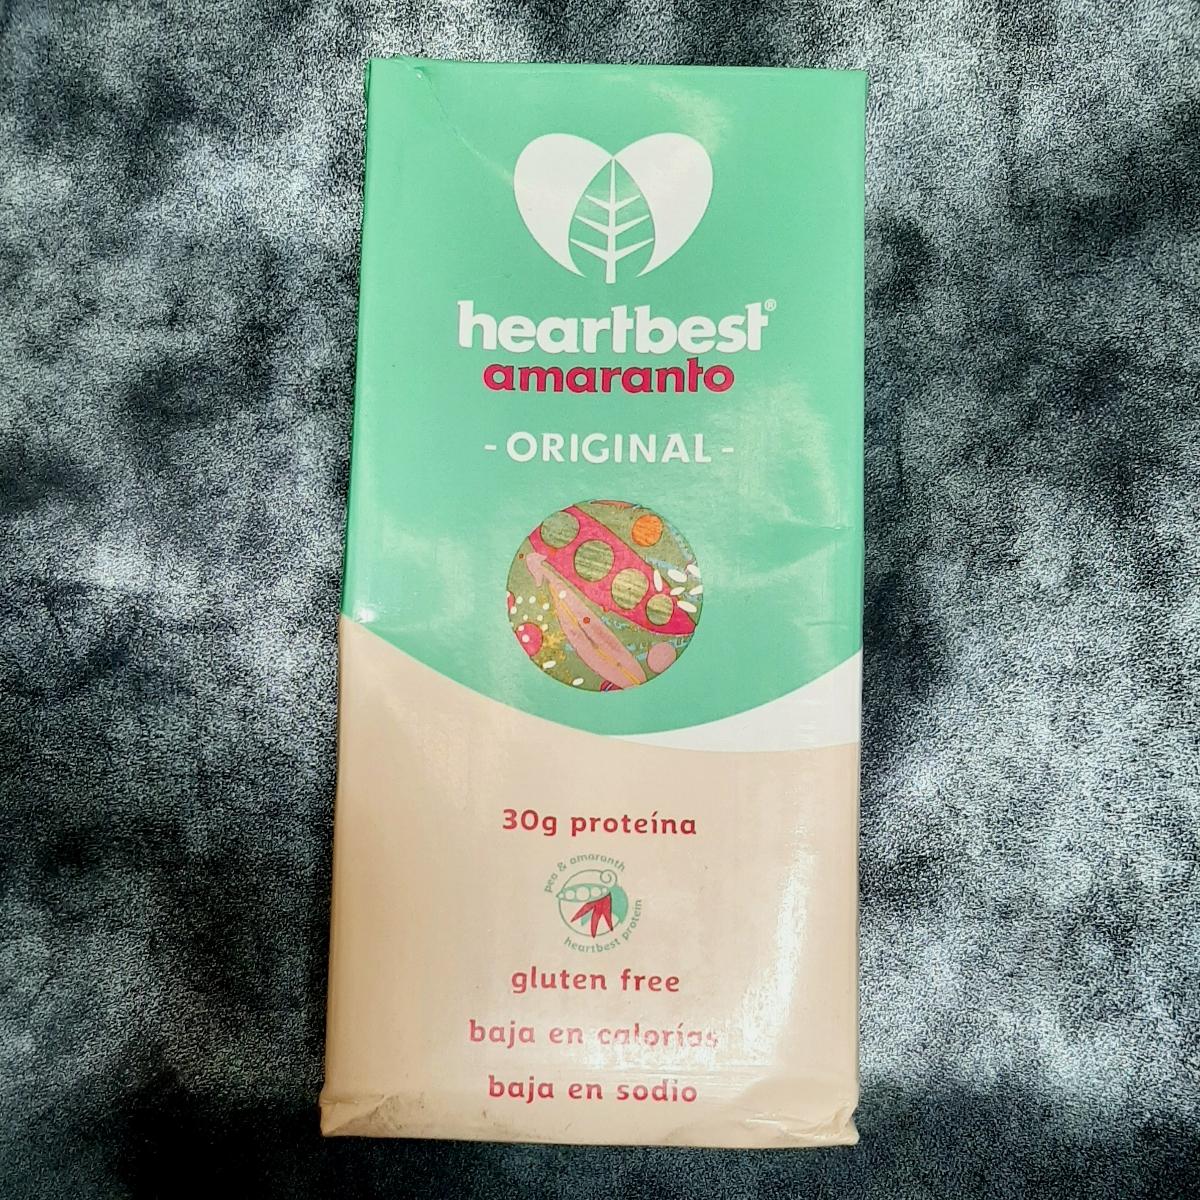 heartbest®
amaranto
- ORIGINAL -
30g proteína
pea & amaranth
heartbest protein
gluten free
baja en calorías
baja en sodio